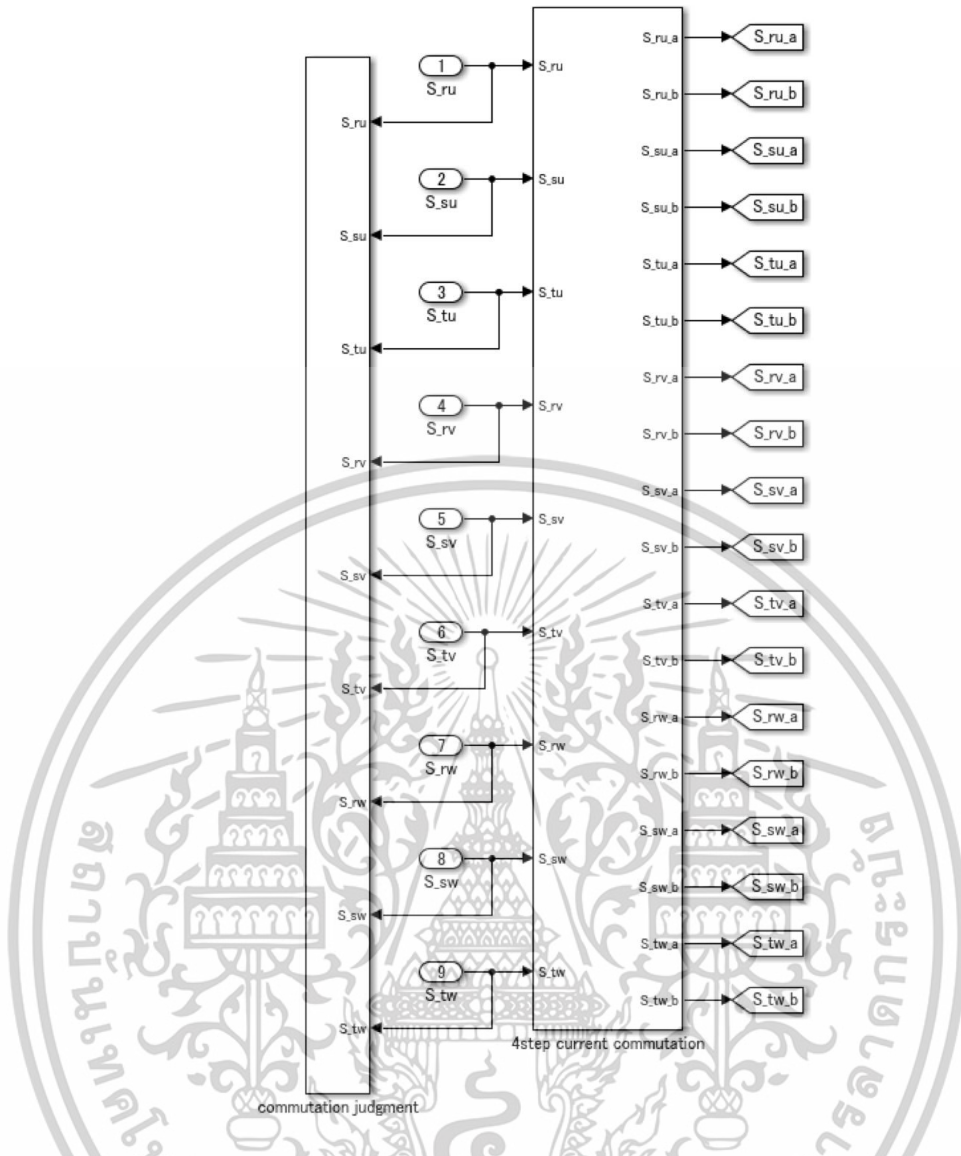 S_ru
S_su
S_tu
S_rv
S_sv
S_tv
S_rw
S_sw
S_tw
commutation judgment
1
S_ru
2
S_su
3
S_tu
4
S_rv
5
S_sv
6
S_tv
7
S_rw
8
S_sw
9
S_tw
S_ru
S_su
S_tu
S_rv
S_sv
S_tv
S_rw
S_sw
S_tw
S_ru_a
S_ru_b
S_su_a
S_su_b
S_tu_a
S_tu_b
S_rv_a
S_rv_b
S_sv_a
S_sv_b
S_tv_a
S_tv_b
S_rw_a
S_rw_b
S_sw_a
S_sw_b
S_tw_a
S_tw_b
4step current commutation
S_ru_a
S_ru_b
S_su_a
S_su_b
S_tu_a
S_tu_b
S_rv_a
S_rv_b
S_sv_a
S_sv_b
S_tv_a
S_tv_b
S_rw_a
S_rw_b
S_sw_a
S_sw_b
S_tw_a
S_tw_b